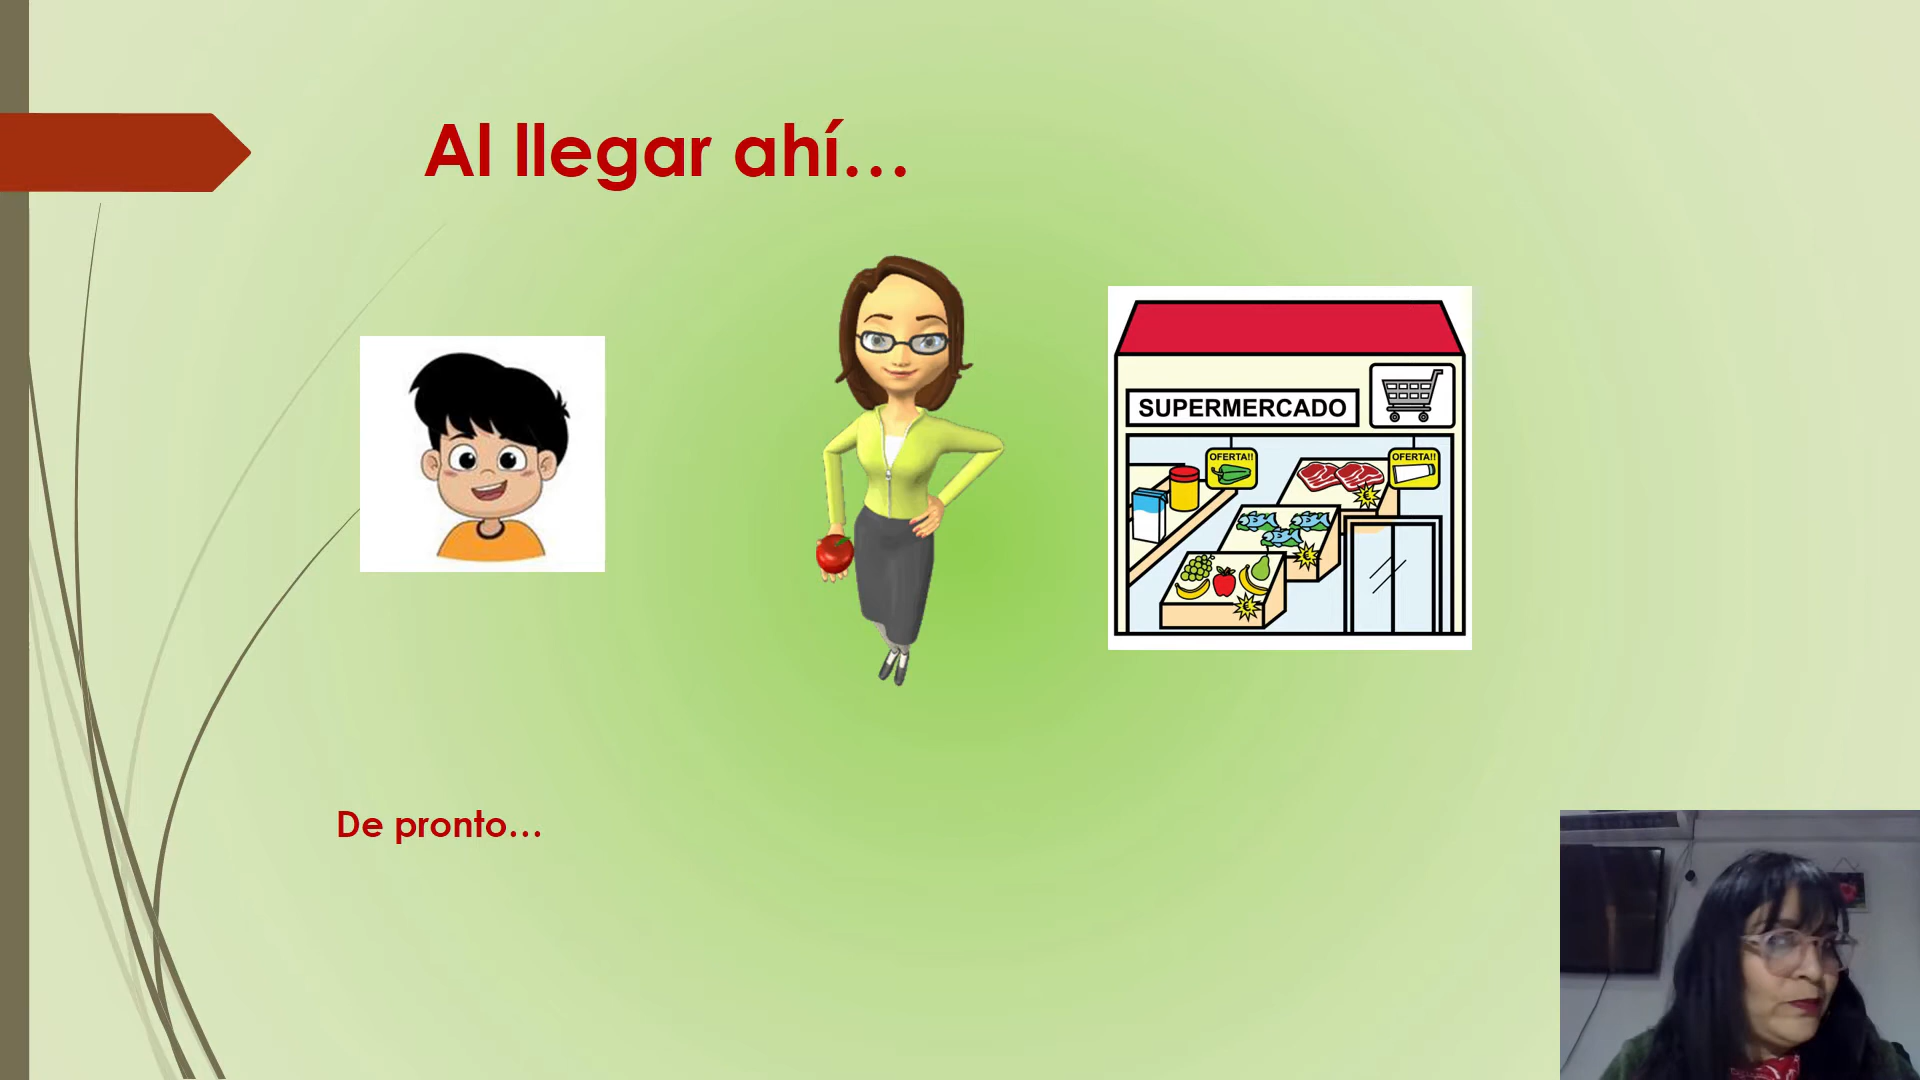 Al llegar ahí...
SUPERMERCADO
OFERTA!!
OFERTA!!
€
€
€
De pronto...